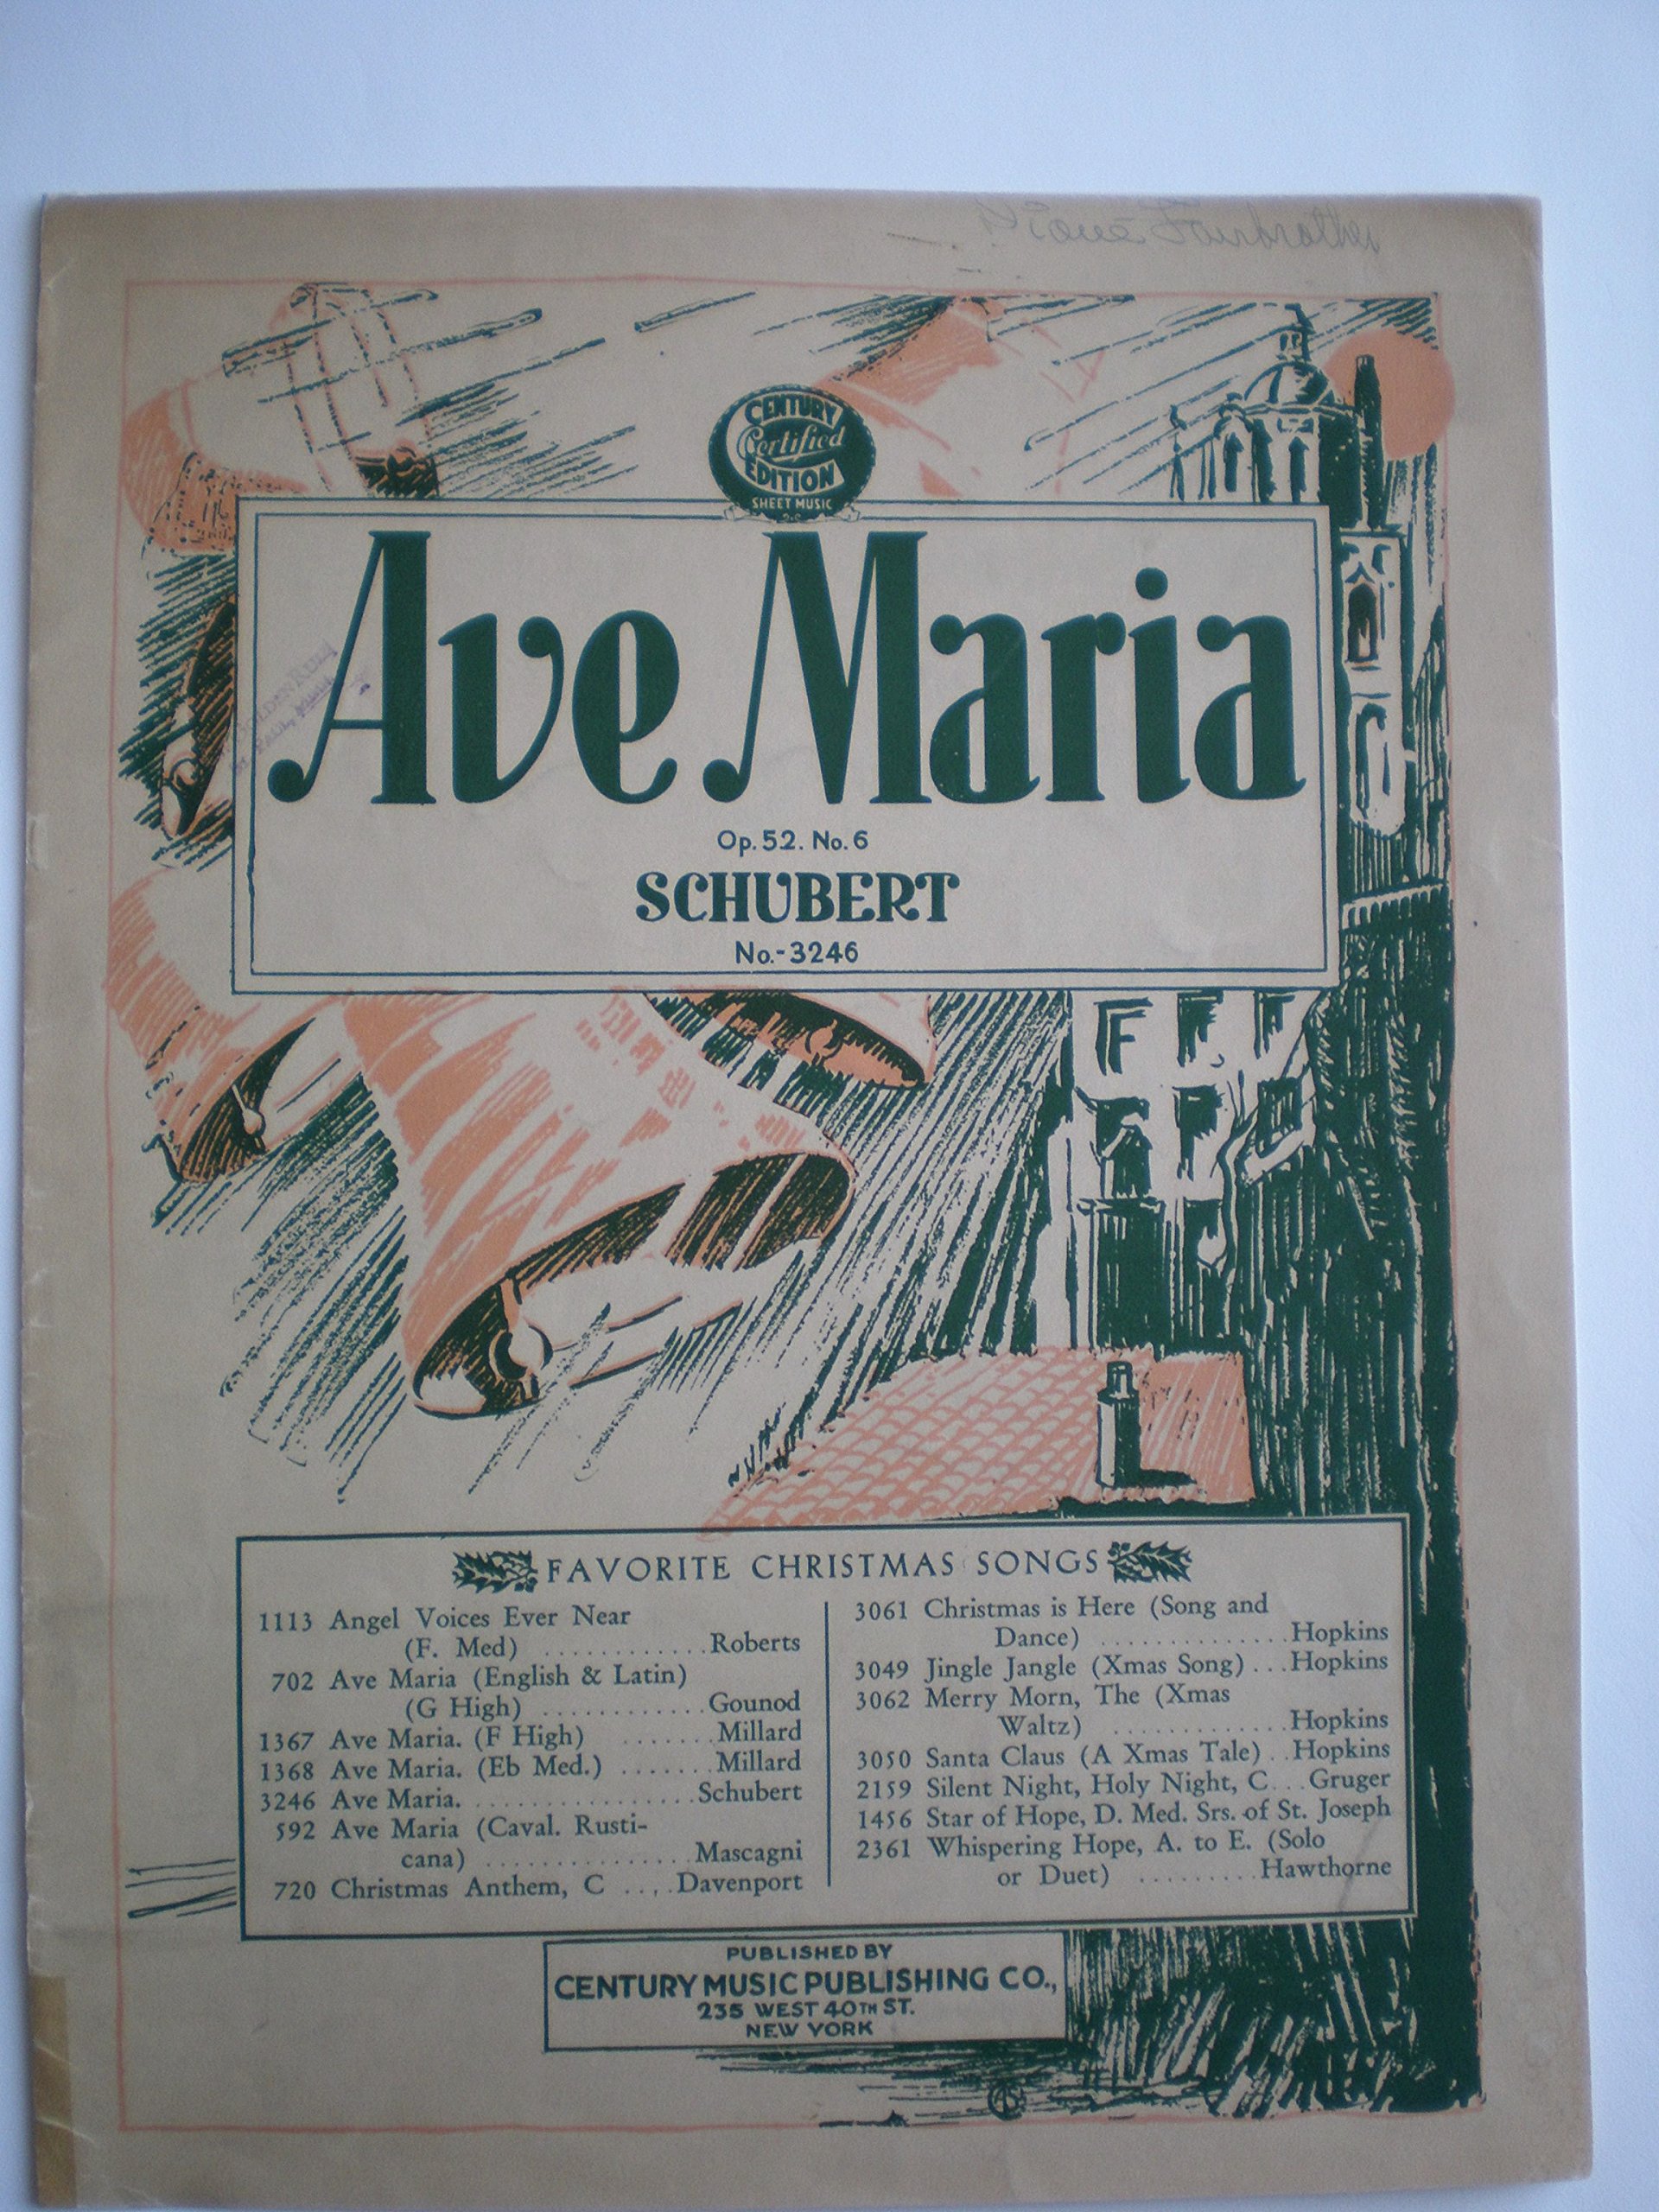 Fairbrother
CENTURY
Certified
EDITION
SHEET MUSIC
Ave Maria
GOLDEN RULE
ST. PAUL, MINN.
Op. 52. No. 6
SCHUBERT
No.-3246
FAVORITE CHRISTMAS SONGS
1113 Angel Voices Ever Near
(F. Med) ............ Roberts
702 Ave Maria (English & Latin)
(G High) ............ Gounod
1367 Ave Maria. (F High) ....... Millard
1368 Ave Maria. (Eb Med.) ....... Millard
3246 Ave Maria. ................ Schubert
592 Ave Maria (Caval. Rusti-
cana) ............... Mascagni
720 Christmas Anthem, C .... Davenport
3061 Christmas is Here (Song and
Dance) .............. Hopkins
3049 Jingle Jangle (Xmas Song) ... Hopkins
3062 Merry Morn, The (Xmas
Waltz) ............. Hopkins
3050 Santa Claus (A Xmas Tale) .. Hopkins
2159 Silent Night, Holy Night, C... Gruger
1456 Star of Hope, D. Med. Srs. of St. Joseph
2361 Whispering Hope, A. to E. (Solo
or Duet) ......... Hawthorne
PUBLISHED BY
CENTURY MUSIC PUBLISHING CO.,
235 WEST 40TH ST.
NEW YORK